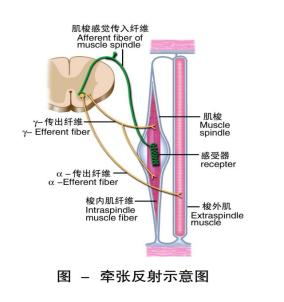 肌梭感觉传入纤维
Afferent fiber of
muscle spindle
γ-传出纤维
γ- Efferent fiber
肌梭
Muscle
spindle
感受器
recepter
α-传出纤维
α-Efferent fiber
梭内肌纤维
Intraspindle
muscular
fiber
梭外肌
Extraspindle
muscle
图 - 牵张反射示意图